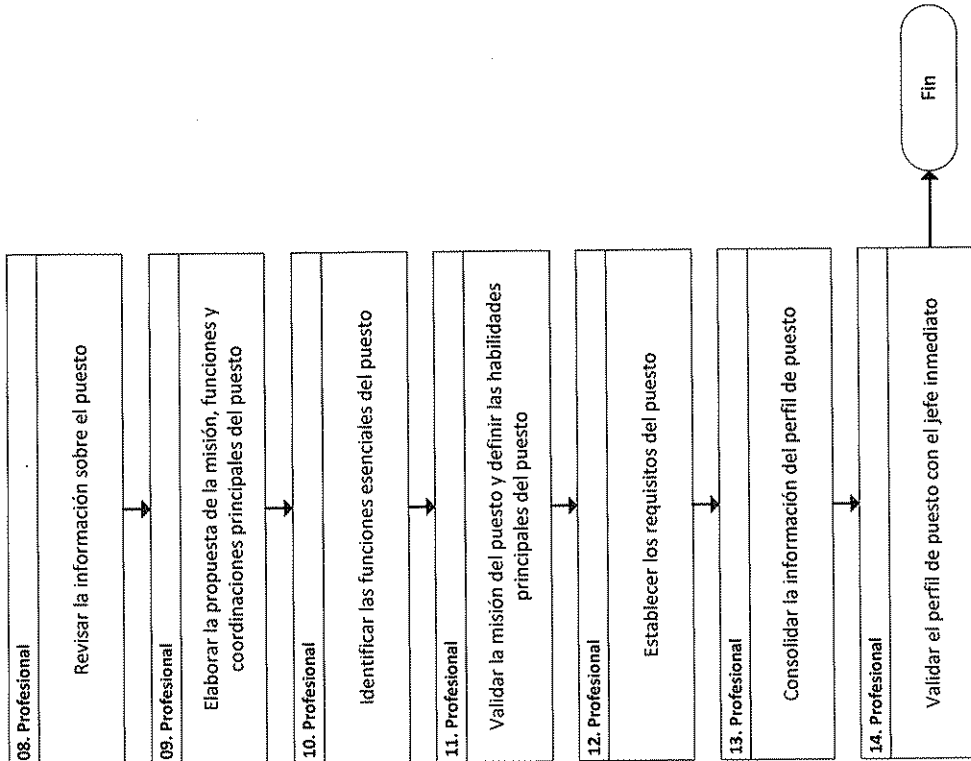 08. Profesional
Revisar la información sobre el puesto
09. Profesional
Elaborar la propuesta de la misión, funciones y
coordinaciones principales del puesto
10. Profesional
Identificar las funciones esenciales del puesto
11. Profesional
Validar la misión del puesto y definir las habilidades
principales del puesto
12. Profesional
Establecer los requisitos del puesto
13. Profesional
Consolidar la información del perfil de puesto
14. Profesional
Validar el perfil de puesto con el jefe inmediato
Fin